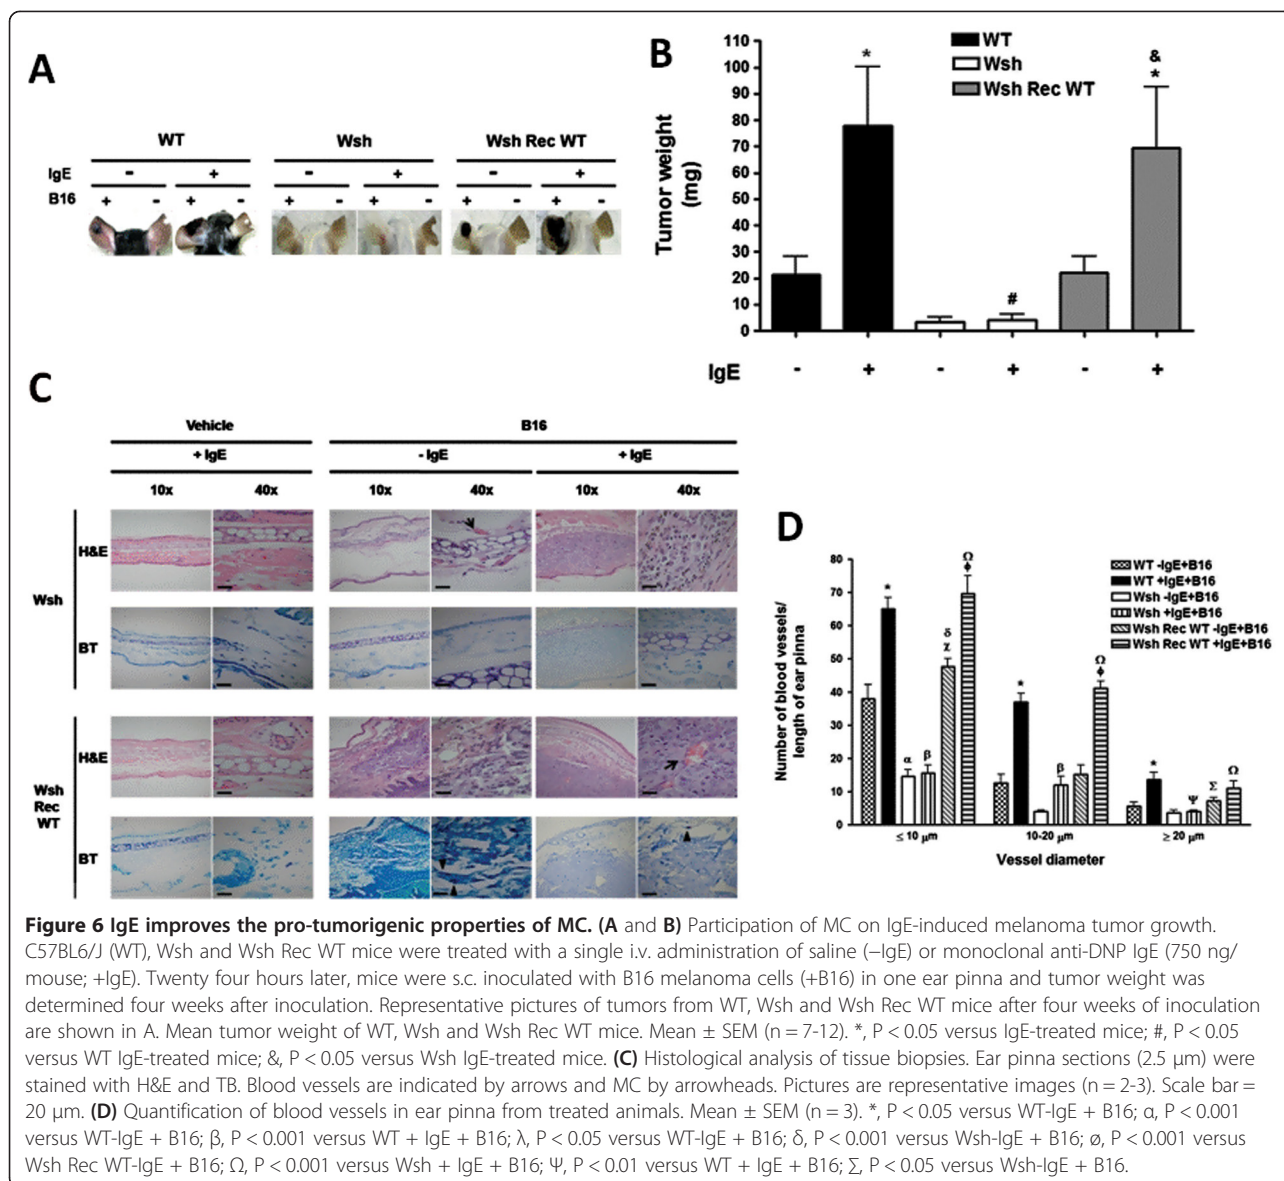 A
WT
Wsh
Wsh Rec WT
IgE - + - + - +
B16 + - + - + - + - + - + -
B
110
100
90
80
70
60
50
40
30
20
10
0
Tumor weight
(mg)
WT
Wsh
Wsh Rec WT
*
#
&
*
IgE - + - + - +
C
Vehicle B16
+ IgE - IgE + IgE
10x 40x 10x 40x 10x 40x
Wsh
H&E
BT
Wsh
Rec
WT
H&E
BT
D
80
70
60
50
40
30
20
10
0
Number of blood vessels/
length of ear pinna
WT -IgE+B16
WT +IgE+B16
Wsh -IgE+B16
Wsh +IgE+B16
Wsh Rec WT -IgE+B16
Wsh Rec WT +IgE+B16
* α β δ χ Ω ϕ
* β Ω ϕ
* Ψ Σ Ω
≤ 10 µm 10-20 µm ≥ 20 µm
Vessel diameter
Figure 6 IgE improves the pro-tumorigenic properties of MC. (A and B) Participation of MC on IgE-induced melanoma tumor growth.
C57BL6/J (WT), Wsh and Wsh Rec WT mice were treated with a single i.v. administration of saline (−IgE) or monoclonal anti-DNP IgE (750 ng/
mouse; +IgE). Twenty four hours later, mice were s.c. inoculated with B16 melanoma cells (+B16) in one ear pinna and tumor weight was
determined four weeks after inoculation. Representative pictures of tumors from WT, Wsh and Wsh Rec WT mice after four weeks of inoculation
are shown in A. Mean tumor weight of WT, Wsh and Wsh Rec WT mice. Mean ± SEM (n = 7-12). *, P < 0.05 versus IgE-treated mice; #, P < 0.05
versus WT IgE-treated mice; &, P < 0.05 versus Wsh IgE-treated mice. (C) Histological analysis of tissue biopsies. Ear pinna sections (2.5 µm) were
stained with H&E and TB. Blood vessels are indicated by arrows and MC by arrowheads. Pictures are representative images (n = 2-3). Scale bar =
20 µm. (D) Quantification of blood vessels in ear pinna from treated animals. Mean ± SEM (n = 3). *, P < 0.05 versus WT-IgE + B16; α, P < 0.001
versus WT-IgE + B16; β, P < 0.001 versus WT + IgE + B16; λ, P < 0.05 versus WT-IgE + B16; δ, P < 0.001 versus Wsh-IgE + B16; ø, P < 0.001 versus
Wsh Rec WT-IgE + B16; Ω, P < 0.001 versus Wsh + IgE + B16; Ψ, P < 0.01 versus WT + IgE + B16; Σ, P < 0.05 versus Wsh-IgE + B16.